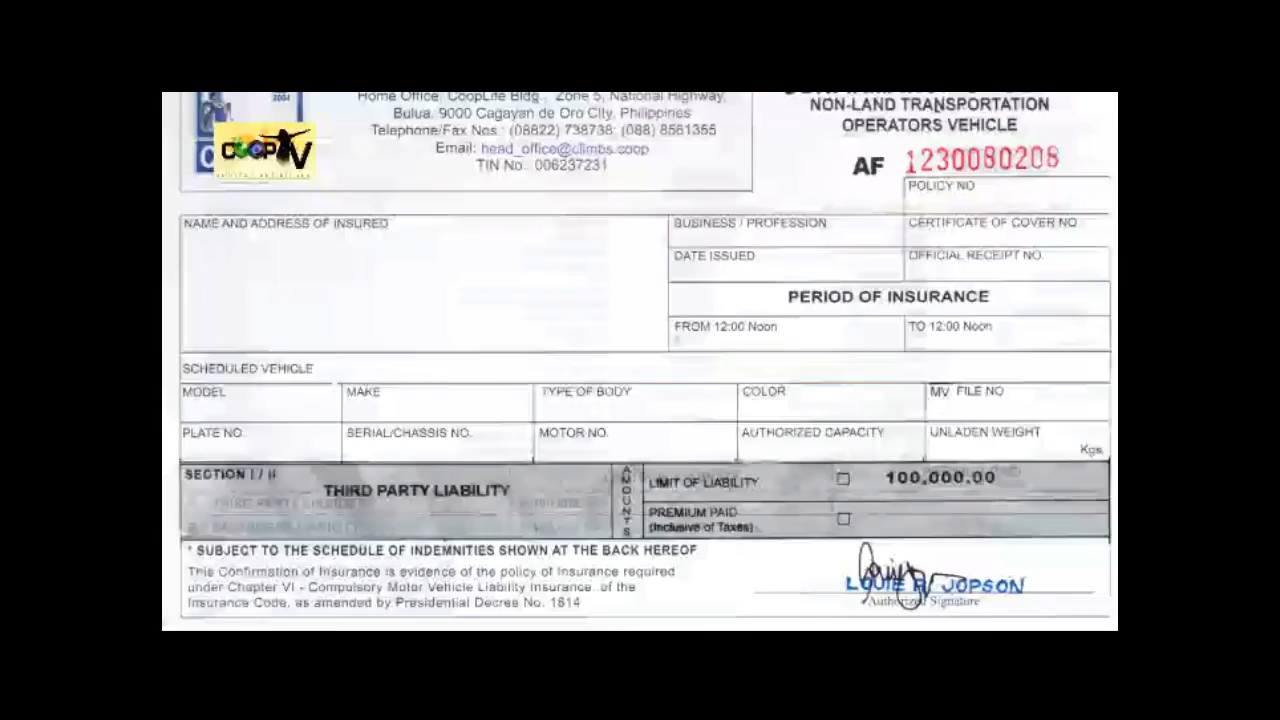 2004
Home Office: CoopLife Bldg., Zone 5, National Highway,
Bulua, 9000 Cagayan de Oro City, Philippines
Telephone/Fax Nos.: (08822) 738738; (088) 8561355
Email: head_office@climbs.coop
TIN No.: 006237231
COOP TV
NON-LAND TRANSPORTATION
OPERATORS VEHICLE
AF 1230080208
POLICY NO
NAME AND ADDRESS OF INSURED
BUSINESS / PROFESSION
CERTIFICATE OF COVER NO.
DATE ISSUED
OFFICIAL RECEIPT NO.
PERIOD OF INSURANCE
FROM 12:00 Noon
TO 12:00 Noon
SCHEDULED VEHICLE
MODEL
MAKE
TYPE OF BODY
COLOR
MV FILE NO
PLATE NO.
SERIAL/CHASSIS NO.
MOTOR NO.
AUTHORIZED CAPACITY
UNLADEN WEIGHT
Kgs.
SECTION I / II
THIRD PARTY LIABILITY
AMOUNTS
LIMIT OF LIABILITY
100,000.00
PREMIUM PAID
(Inclusive of Taxes)
* SUBJECT TO THE SCHEDULE OF INDEMNITIES SHOWN AT THE BACK HEREOF
This Confirmation of Insurance is evidence of the policy of Insurance required
under Chapter VI - Compulsory Motor Vehicle Liability Insurance, of the
Insurance Code, as amended by Presidential Decree No. 1814
LOUIE R. JOPSON
Authorized Signature